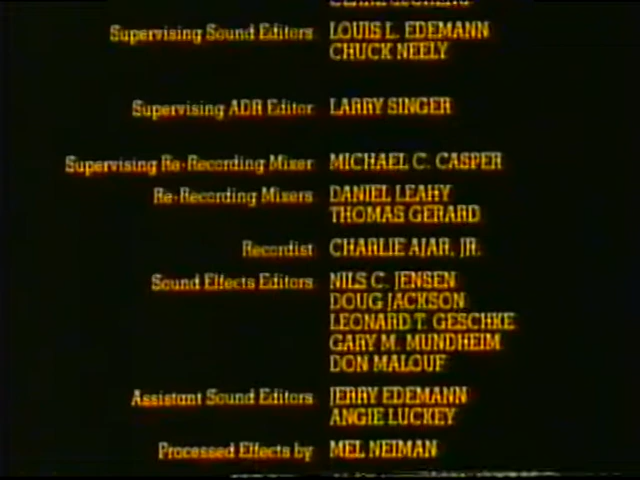 Supervising Sound Editors LOUIS L. EDEMANN
CHUCK NEELY
Supervising ADR Editor LARRY SINGER
Supervising Re-Recording Mixer MICHAEL C. CASPER
Re-Recording Mixers DANIEL LEAHY
THOMAS GERARD
Recordist CHARLIE AJAR, JR.
Sound Effects Editors NILS C. JENSEN
DOUG JACKSON
LEONARD T. GESCHKE
GARY M. MUNDHEIM
DON MALOUF
Assistant Sound Editors JERRY EDEMANN
ANGIE LUCKEY
Processed Effects by MEL NEIMAN